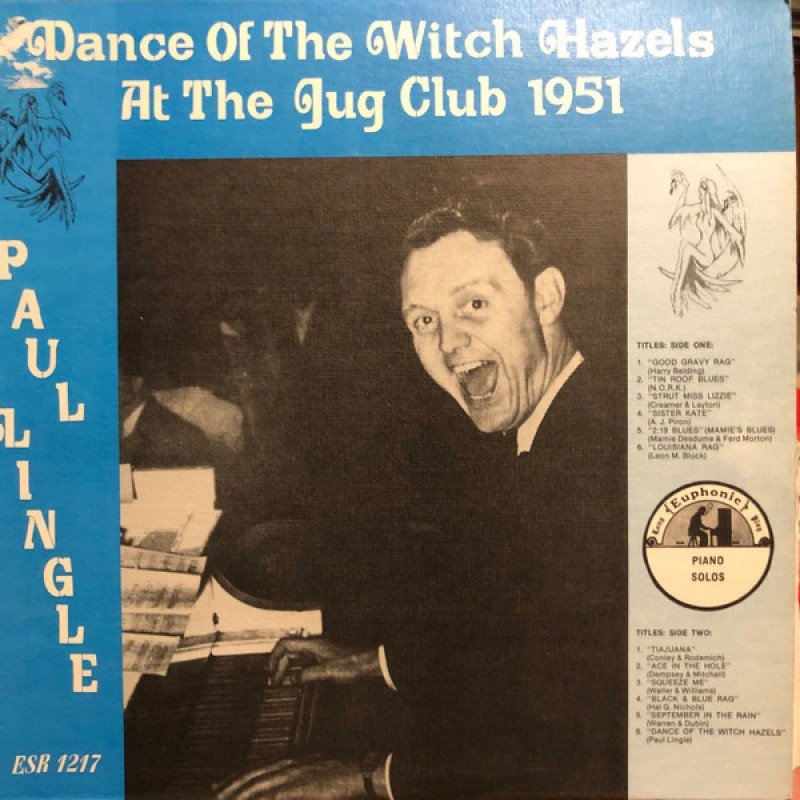 Dance Of The Witch Hazels
At The Jug Club 1951
PAUL LINGLE
TITLES: SIDE ONE:
1. "GOOD GRAVY RAG"
(Harry Belding)
2. "TIN ROOF BLUES"
(N.O.R.K.)
3. "STRUT MISS LIZZIE"
(Creamer & Layton)
4. "SISTER KATE"
(A. J. Piron)
5. "2:19 BLUES" (MAMIE'S BLUES)
(Mamie Desdume & Ford Morton)
6. "LOUISIANA RAG"
(Leon M. Block)
Euphonic
Long Play
PIANO
SOLOS
TITLES: SIDE TWO:
1. "TIAJUANA"
(Conley & Rodemich)
2. "ACE IN THE HOLE"
(Dempsey & Mitchell)
3. "SQUEEZE ME"
(Waller & Williams)
4. "BLACK & BLUE RAG"
(Hal G. Nichols)
5. "SEPTEMBER IN THE RAIN"
(Warren & Dubin)
6. "DANCE OF THE WITCH HAZELS"
(Paul Lingle)
ESR 1217